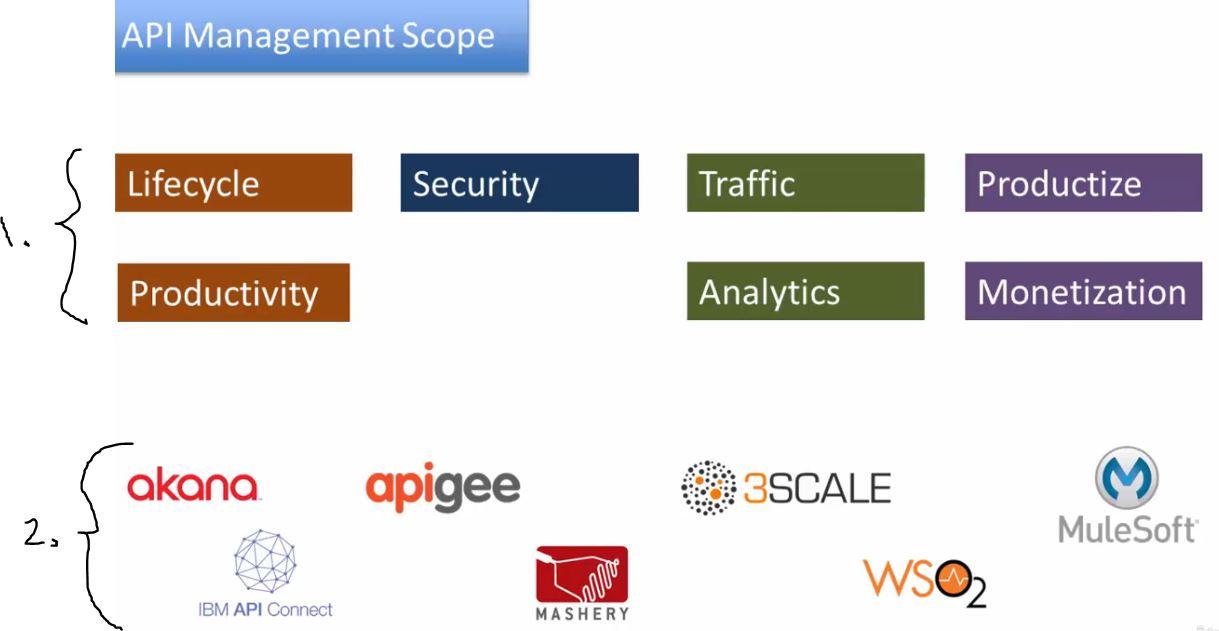 API Management Scope
1.
Lifecycle
Security
Traffic
Productize
Productivity
Analytics
Monetization
2.
akana
apigee
3SCALE
MuleSoft
IBM API Connect
MASHERY
WSO2